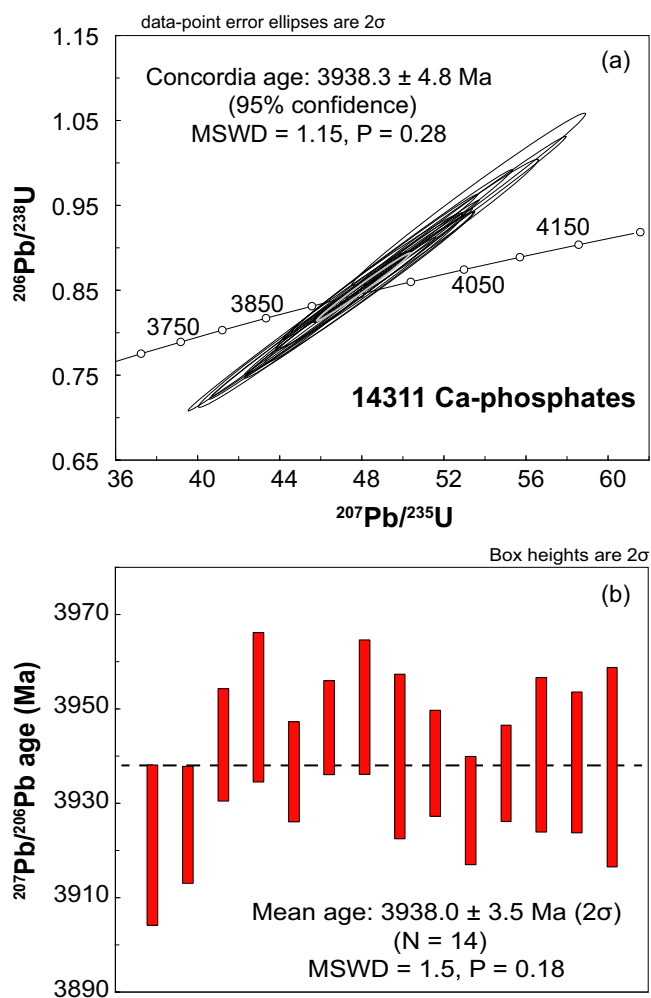 data-point error ellipses are 2σ
(a)
Concordia age: 3938.3 ± 4.8 Ma
(95% confidence)
MSWD = 1.15, P = 0.28
1.15
1.05
0.95
0.85
0.75
0.65
²⁰⁶Pb/²³⁸U
3750
3850
4050
4150
14311 Ca-phosphates
36 40 44 48 52 56 60
²⁰⁷Pb/²³⁵U
Box heights are 2σ
(b)
3970
3950
3930
3910
3890
²⁰⁷Pb/²⁰⁶Pb age (Ma)
Mean age: 3938.0 ± 3.5 Ma (2σ)
(N = 14)
MSWD = 1.5, P = 0.18